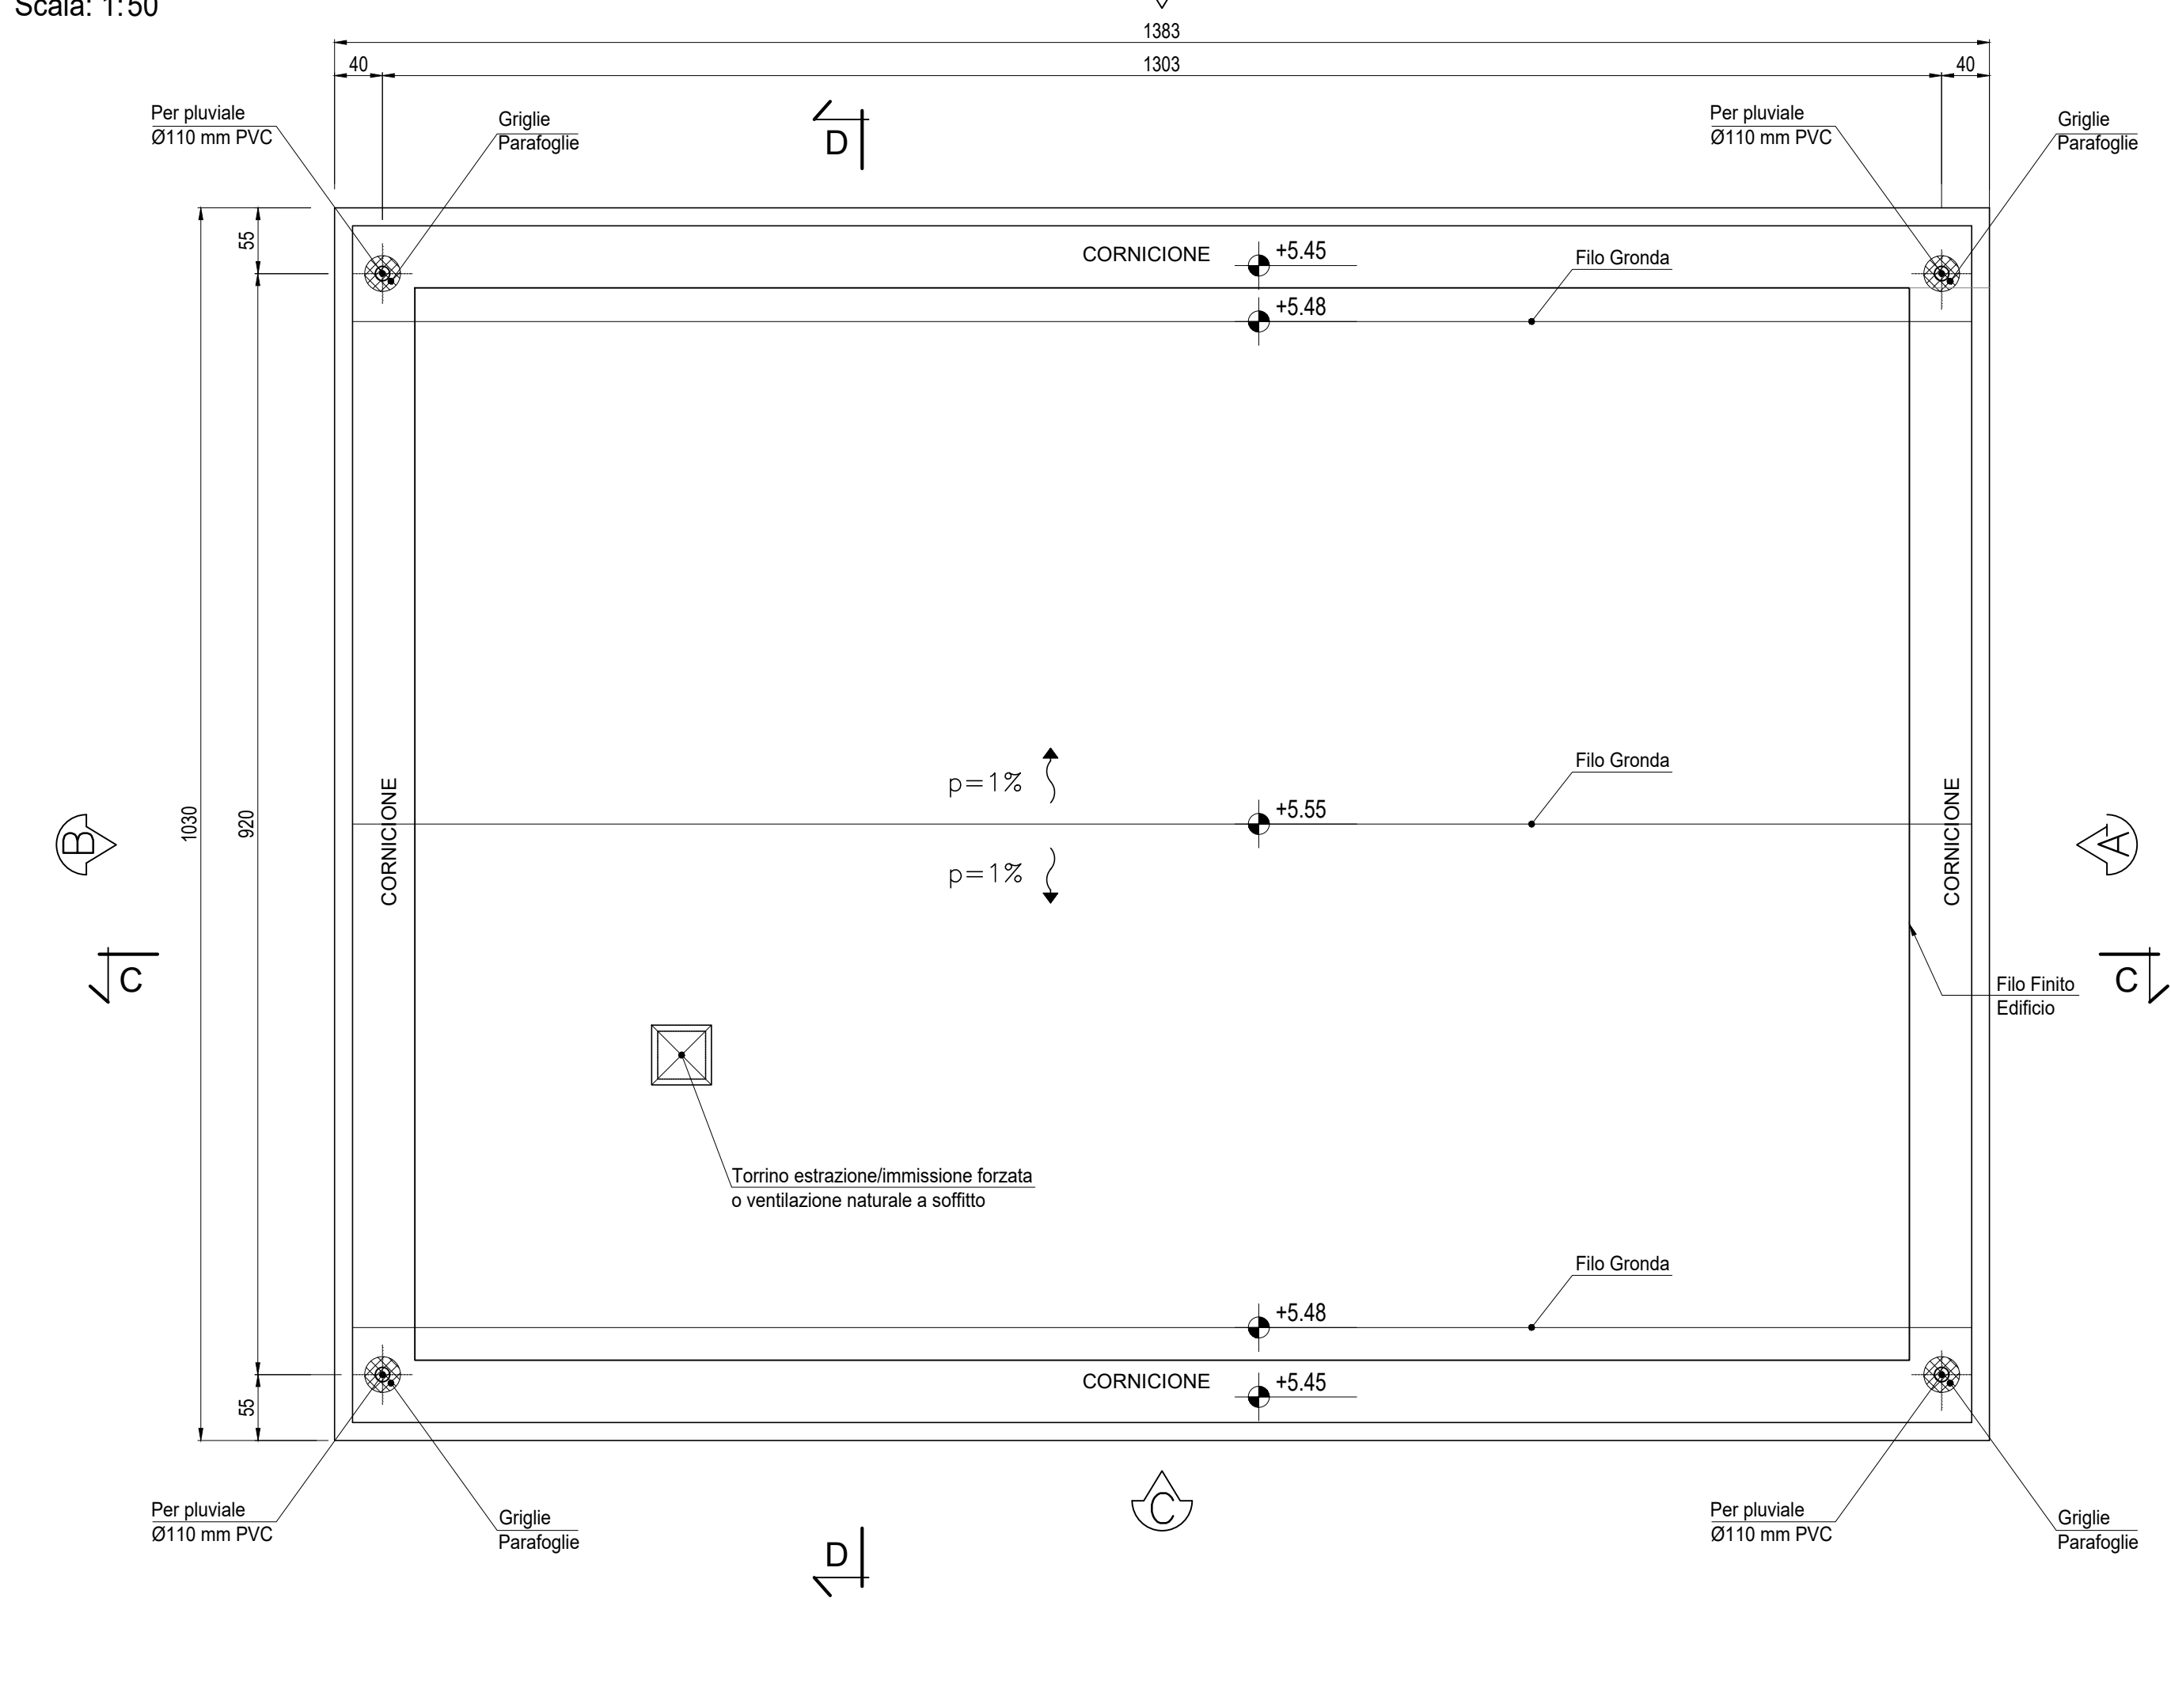 Scala: 1:50
1383
40
1303
40
Per pluviale
Ø110 mm PVC
Griglie
Parafoglie
D
Per pluviale
Ø110 mm PVC
Griglie
Parafoglie
55
CORNICIONE
+5.45
Filo Gronda
+5.48
1030
920
CORNICIONE
p=1%
Filo Gronda
+5.55
p=1%
CORNICIONE
B
A
C
C
Filo Finito
Edificio
Torrino estrazione/immissione forzata
o ventilazione naturale a soffitto
Filo Gronda
+5.48
CORNICIONE
+5.45
55
C
Per pluviale
Ø110 mm PVC
Griglie
Parafoglie
D
Per pluviale
Ø110 mm PVC
Griglie
Parafoglie